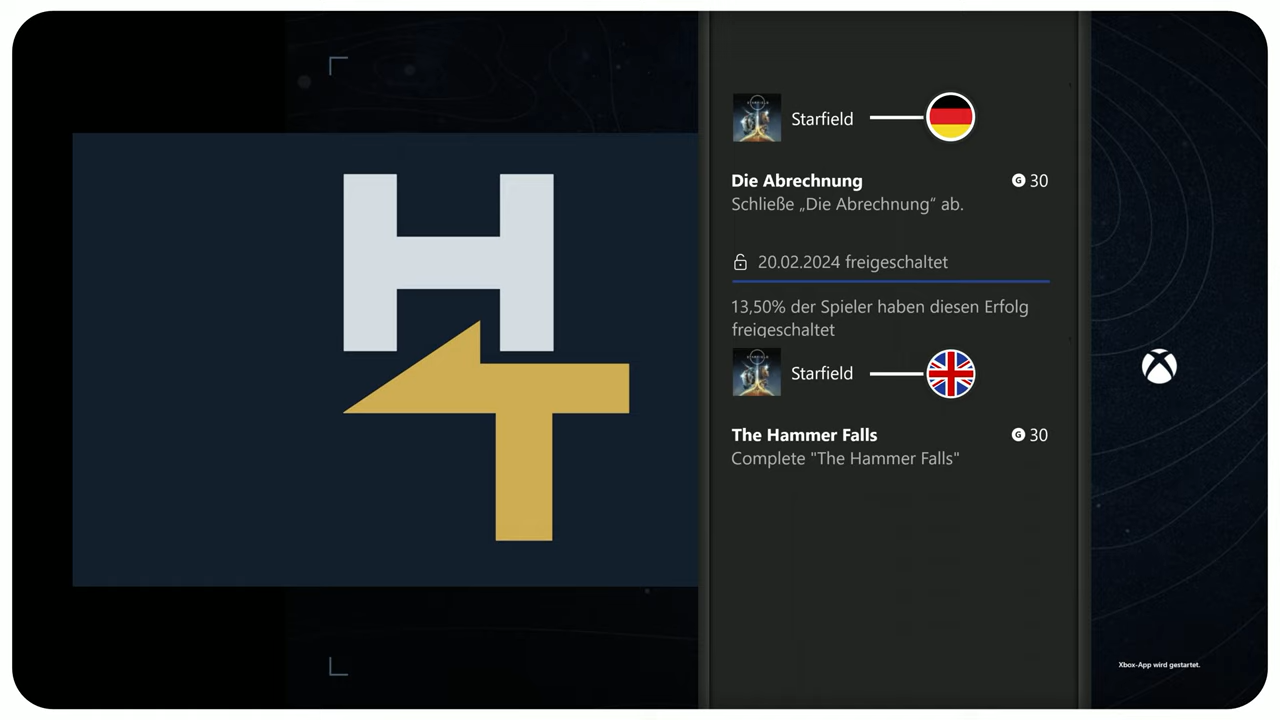 Starfield
Die Abrechnung
G 30
Schließe „Die Abrechnung“ ab.
20.02.2024 freigeschaltet
13,50% der Spieler haben diesen Erfolg
freigeschaltet
Starfield
The Hammer Falls
G 30
Complete "The Hammer Falls"
HT
Xbox-App wird gestartet.